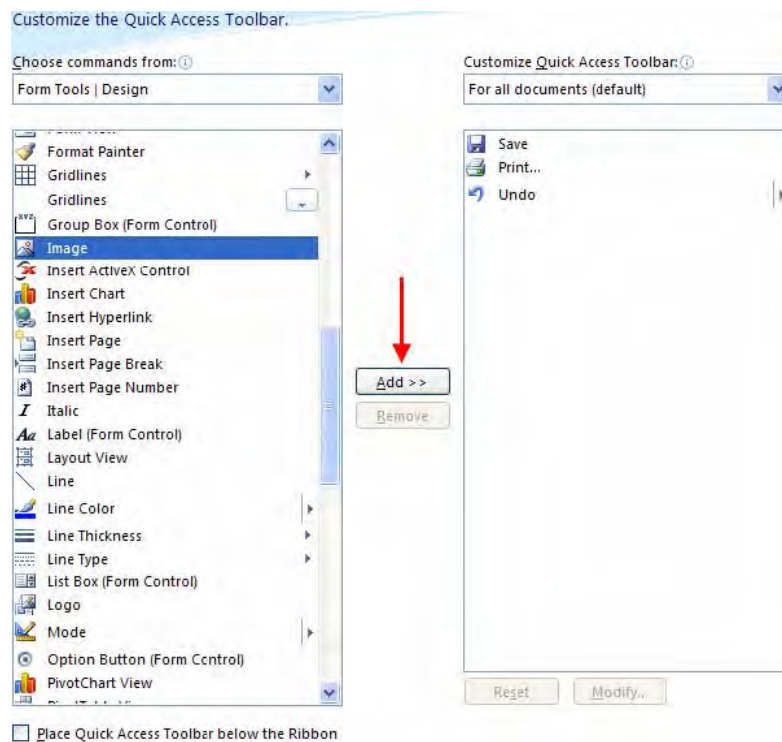 Customize the Quick Access Toolbar.
Choose commands from:
Customize Quick Access Toolbar:
Form Tools | Design
For all documents (default)
Format Painter
Gridlines
Gridlines
Group Box (Form Control)
Image
Insert ActiveX Control
Insert Chart
Insert Hyperlink
Insert Page
Insert Page Break
Insert Page Number
Italic
Label (Form Control)
Layout View
Line
Line Color
Line Thickness
Line Type
List Box (Form Control)
Logo
Mode
Option Button (Form Control)
PivotChart View
Add >>
Remove
Save
Print...
Undo
Reset
Modify...
Place Quick Access Toolbar below the Ribbon